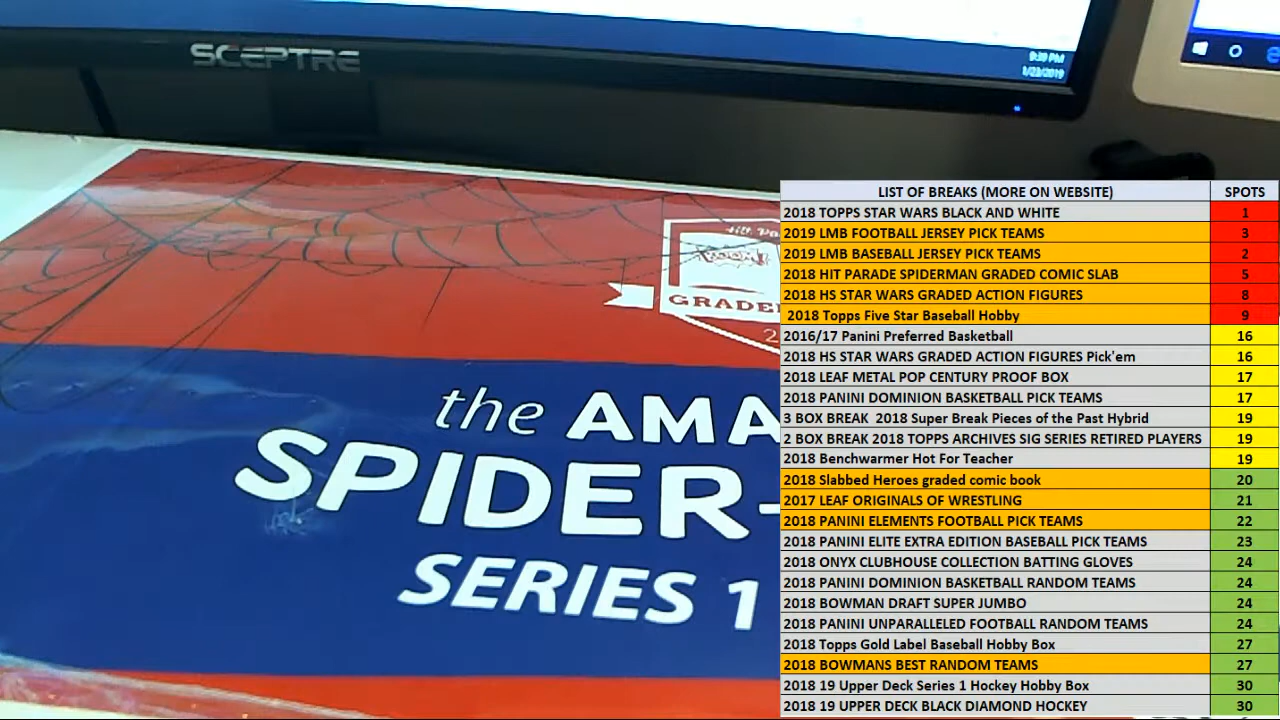 SCEPTRE
9:39 PM
1/23/2019
GRADE
2
the AMA
SPIDER-
SERIES 1
LIST OF BREAKS (MORE ON WEBSITE) SPOTS
2018 TOPPS STAR WARS BLACK AND WHITE 1
2019 LMB FOOTBALL JERSEY PICK TEAMS 3
2019 LMB BASEBALL JERSEY PICK TEAMS 2
2018 HIT PARADE SPIDERMAN GRADED COMIC SLAB 5
2018 HS STAR WARS GRADED ACTION FIGURES 8
2018 Topps Five Star Baseball Hobby 9
2016/17 Panini Preferred Basketball 16
2018 HS STAR WARS GRADED ACTION FIGURES Pick'em 16
2018 LEAF METAL POP CENTURY PROOF BOX 17
2018 PANINI DOMINION BASKETBALL PICK TEAMS 17
3 BOX BREAK 2018 Super Break Pieces of the Past Hybrid 19
2 BOX BREAK 2018 TOPPS ARCHIVES SIG SERIES RETIRED PLAYERS 19
2018 Benchwarmer Hot For Teacher 19
2018 Slabbed Heroes graded comic book 20
2017 LEAF ORIGINALS OF WRESTLING 21
2018 PANINI ELEMENTS FOOTBALL PICK TEAMS 22
2018 PANINI ELITE EXTRA EDITION BASEBALL PICK TEAMS 23
2018 ONYX CLUBHOUSE COLLECTION BATTING GLOVES 24
2018 PANINI DOMINION BASKETBALL RANDOM TEAMS 24
2018 BOWMAN DRAFT SUPER JUMBO 24
2018 PANINI UNPARALLELED FOOTBALL RANDOM TEAMS 24
2018 Topps Gold Label Baseball Hobby Box 27
2018 BOWMANS BEST RANDOM TEAMS 27
2018 19 Upper Deck Series 1 Hockey Hobby Box 30
2018 19 UPPER DECK BLACK DIAMOND HOCKEY 30